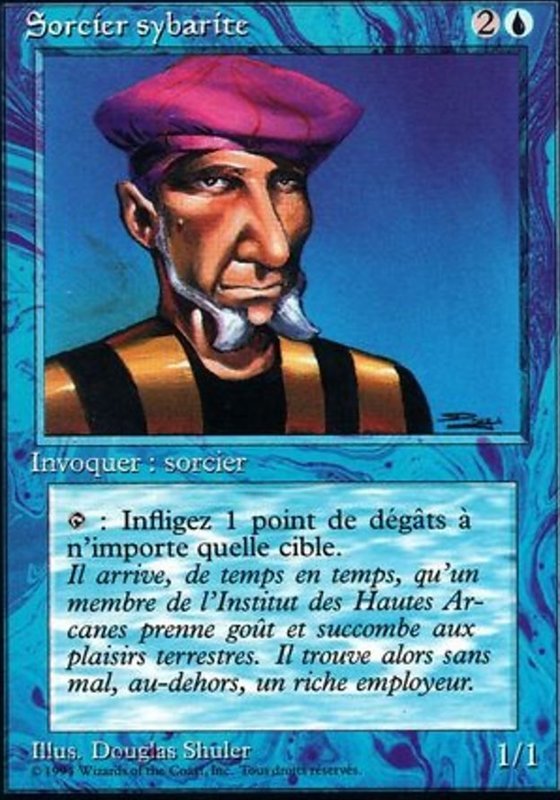 Sorcier sybarite
2
Invoquer : sorcier
: Infligez 1 point de dégâts à
n'importe quelle cible.
Il arrive, de temps en temps, qu'un
membre de l'Institut des Hautes Ar-
canes prenne goût et succombe aux
plaisirs terrestres. Il trouve alors sans
mal, au-dehors, un riche employeur.
Illus. Douglas Shuler
1/1
© 1995 Wizards of the Coast, Inc. Tous droits réservés.